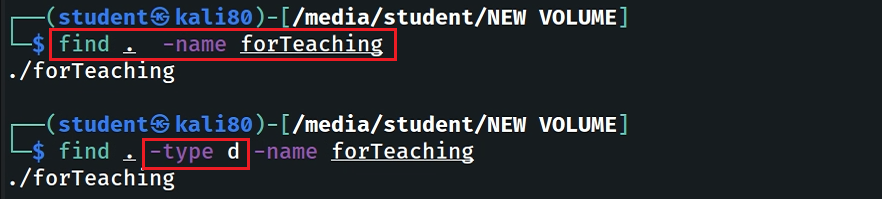 ┌──(student㉿kali80)-[/media/student/NEW VOLUME]
└─$ find .  -name forTeaching
./forTeaching
┌──(student㉿kali80)-[/media/student/NEW VOLUME]
└─$ find . -type d -name forTeaching
./forTeaching